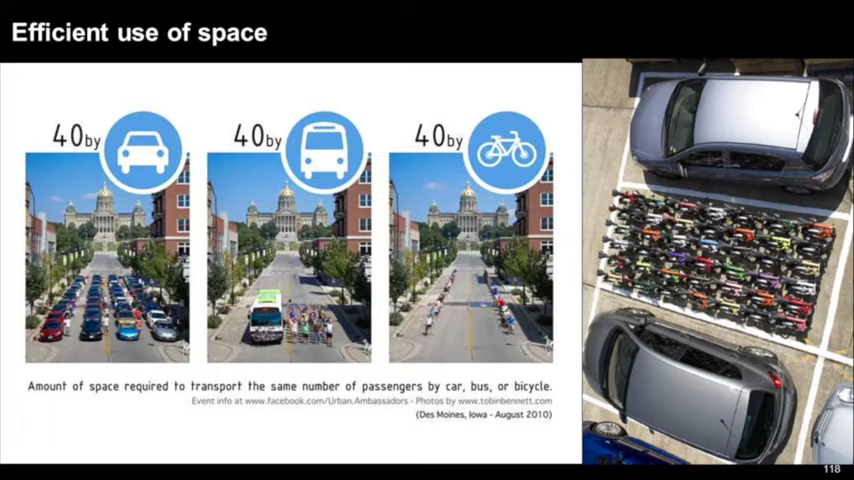 Efficient use of space
40by
40by
40by
Amount of space required to transport the same number of passengers by car, bus, or bicycle.
Event info at www.facebook.com/Urban.Ambassadors - Photos by www.tobinbennett.com
(Des Moines, Iowa - August 2010)
118